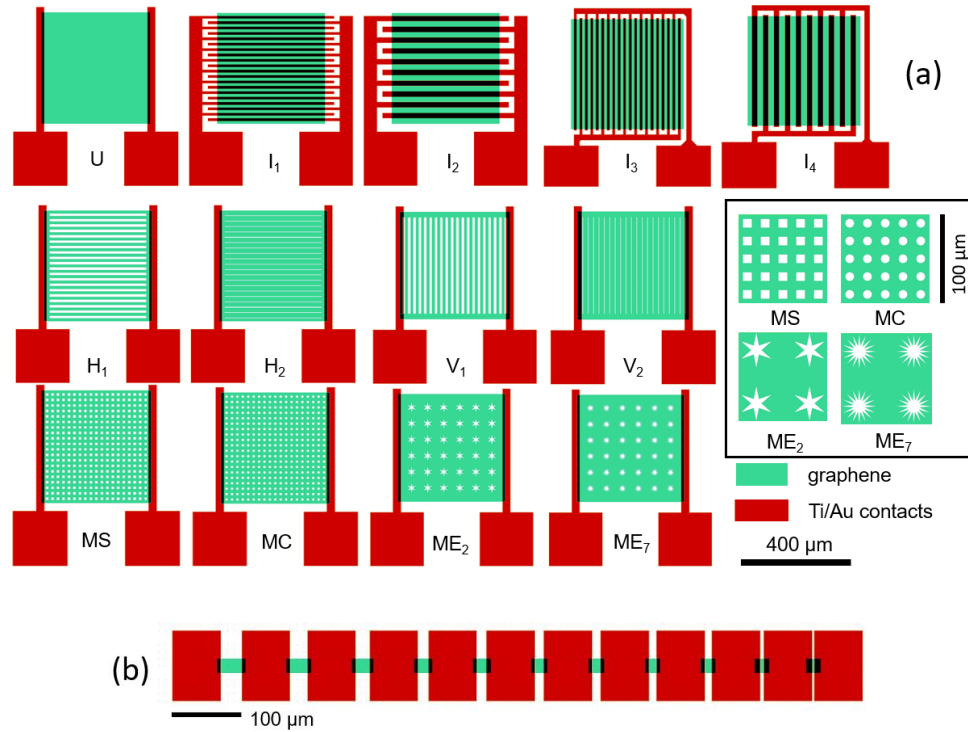 (a)
U
I₁
I₂
I₃
I₄
H₁
H₂
V₁
V₂
MS
MC
100 μm
ME₂
ME₇
graphene
Ti/Au contacts
400 μm
MS
MC
ME₂
ME₇
(b)
100 μm